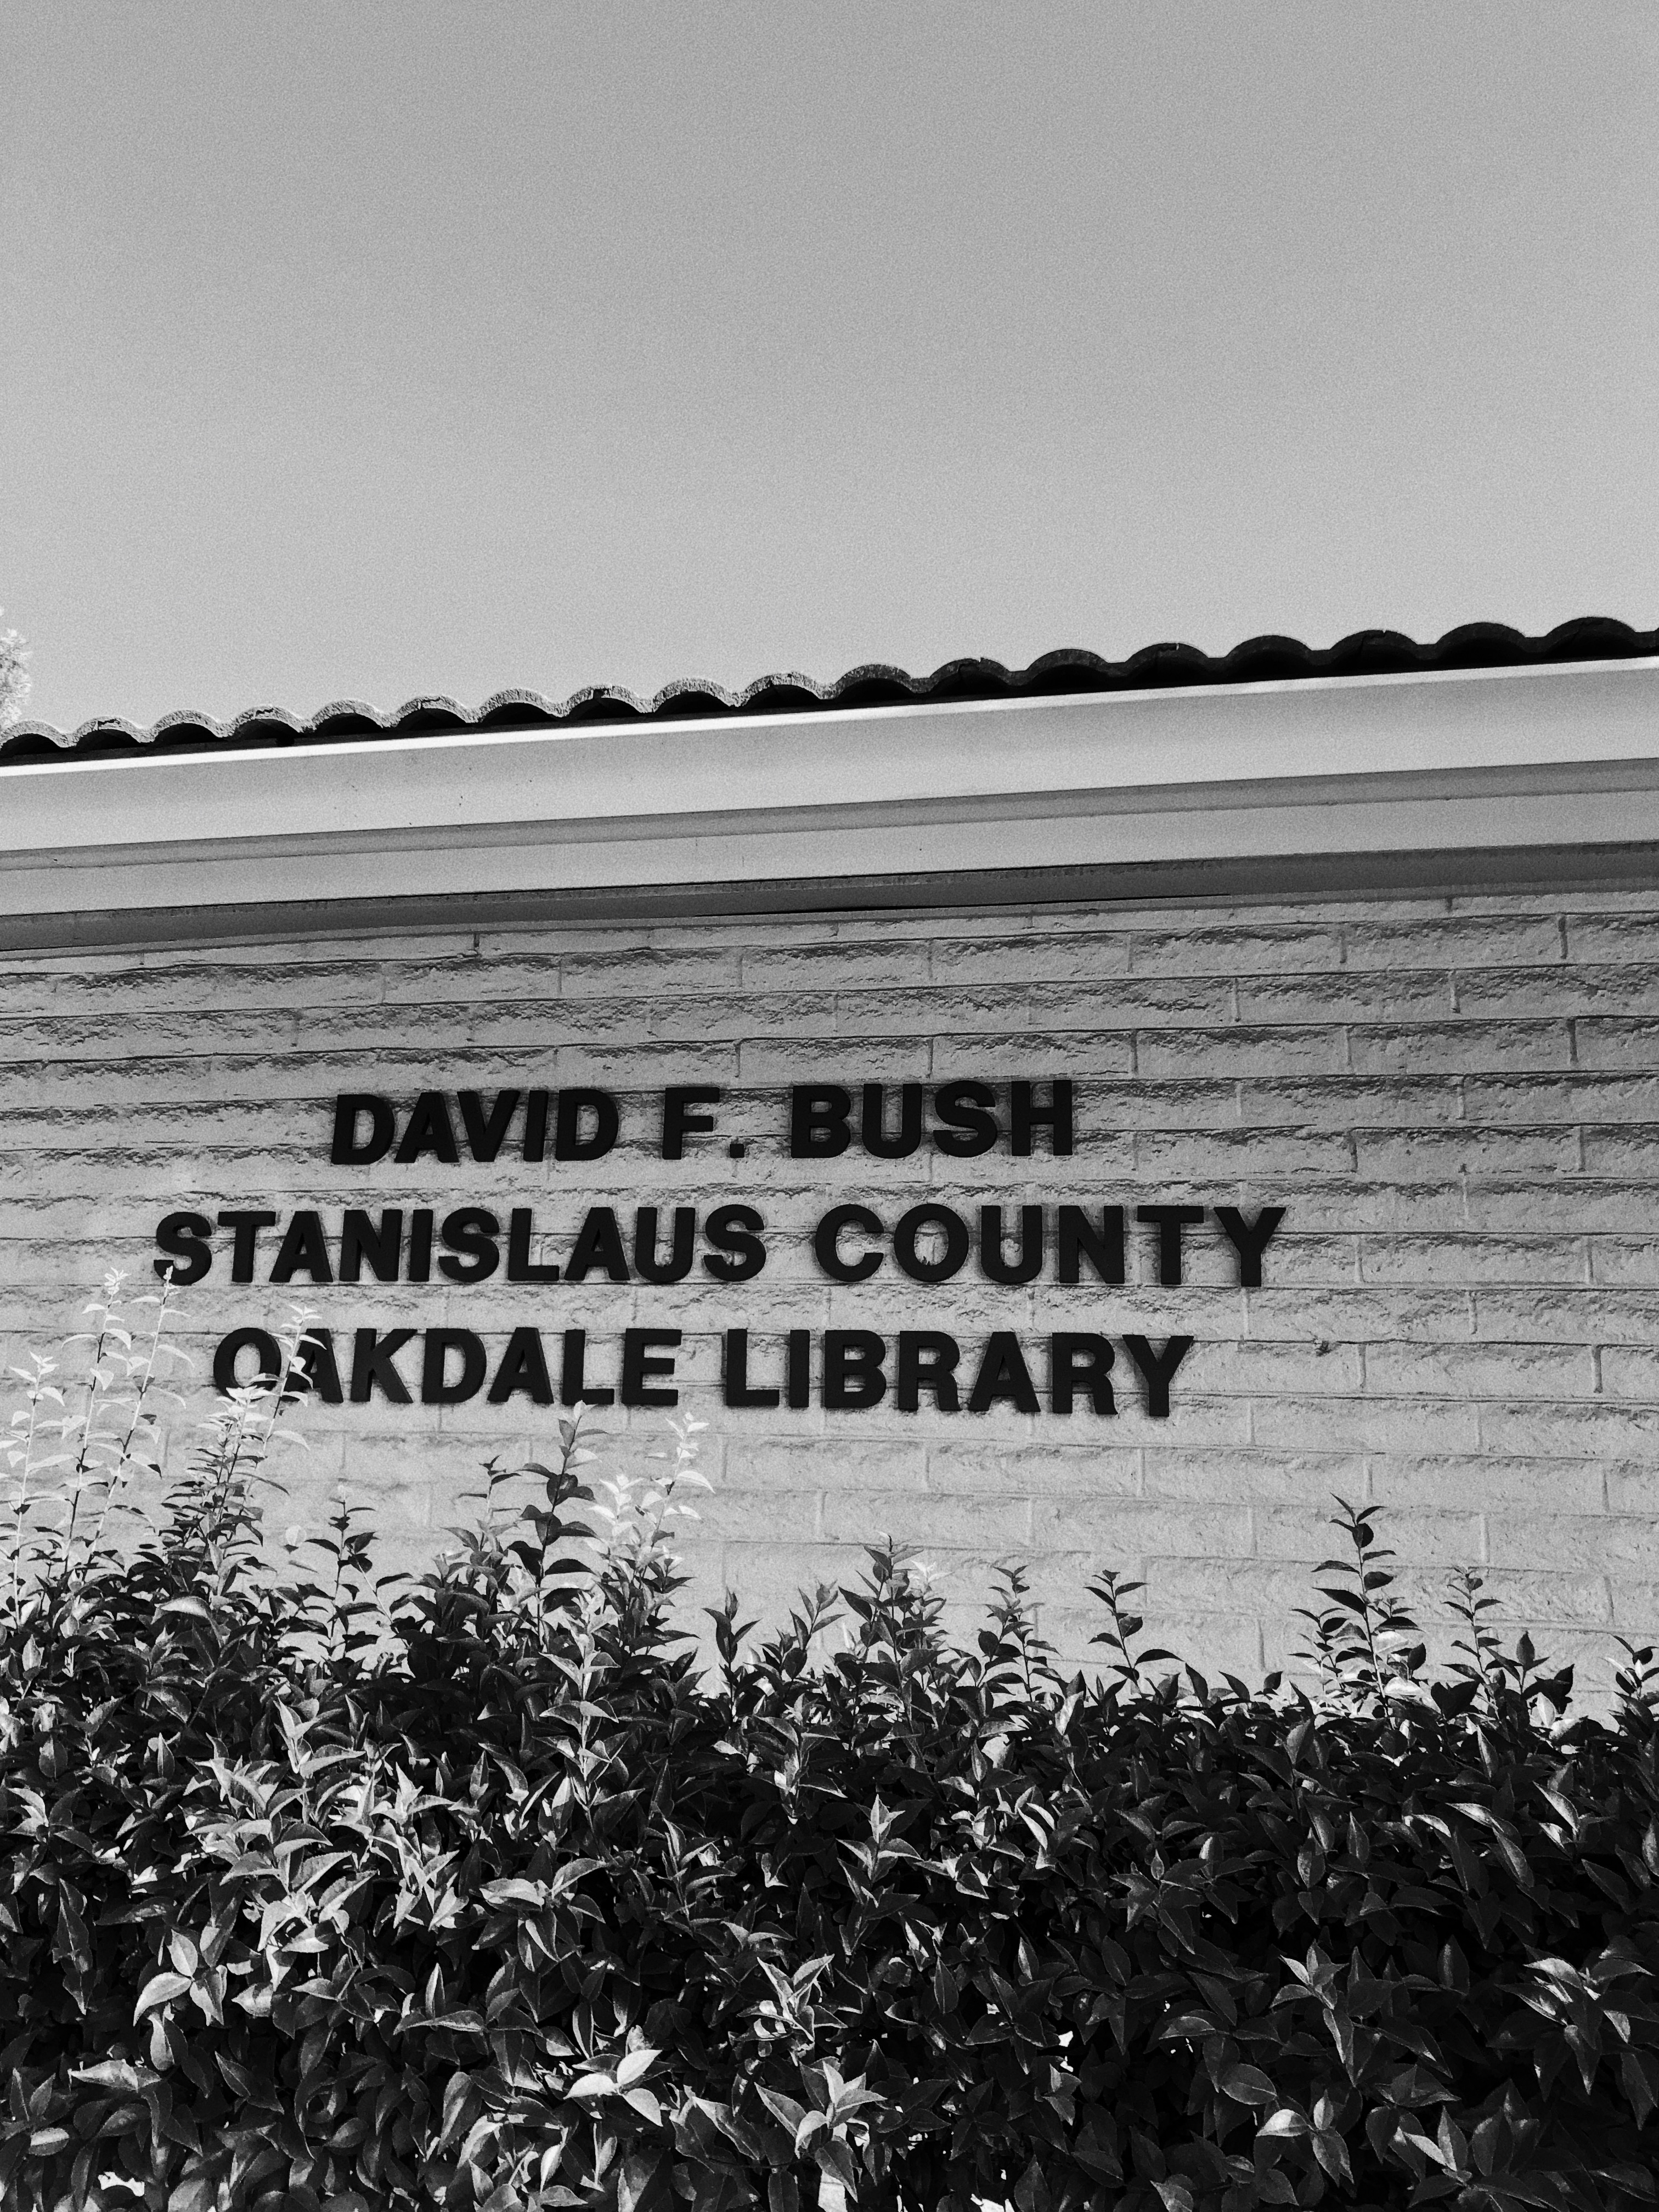 DAVID F. BUSH
STANISLAUS COUNTY
OAKDALE LIBRARY